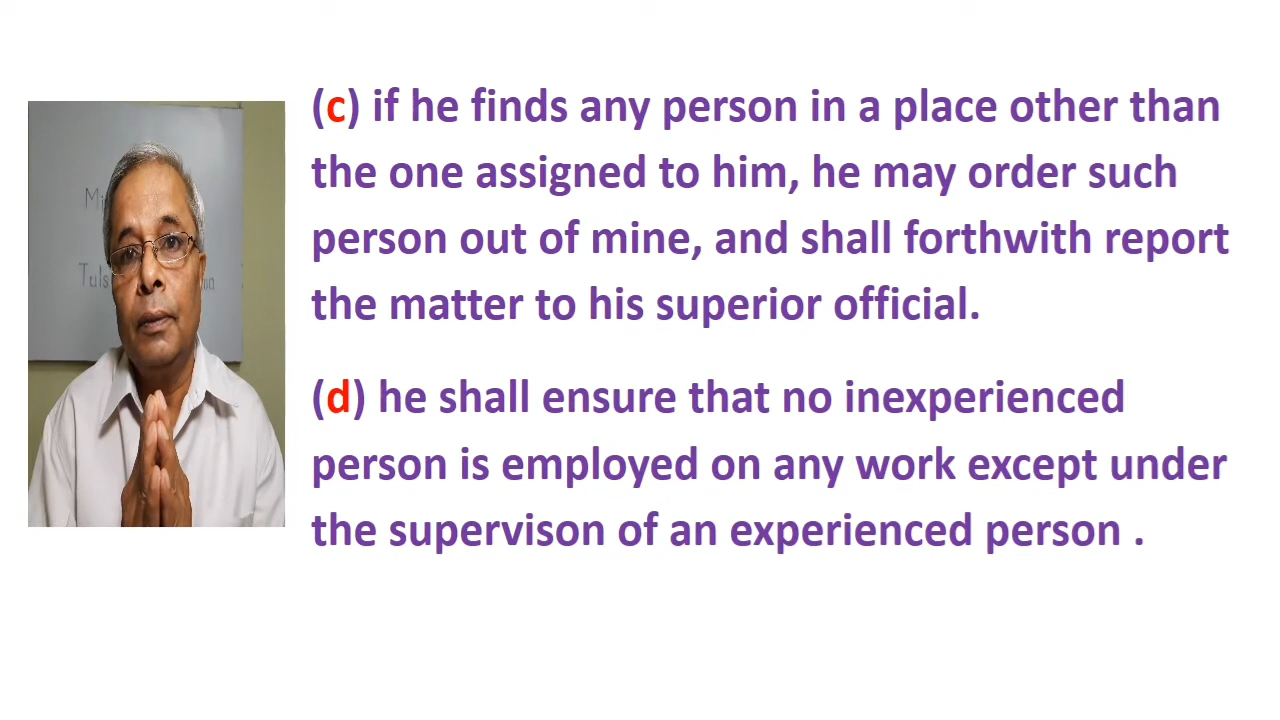 (c) if he finds any person in a place other than
the one assigned to him, he may order such
person out of mine, and shall forthwith report
the matter to his superior official.
(d) he shall ensure that no inexperienced
person is employed on any work except under
the supervison of an experienced person .